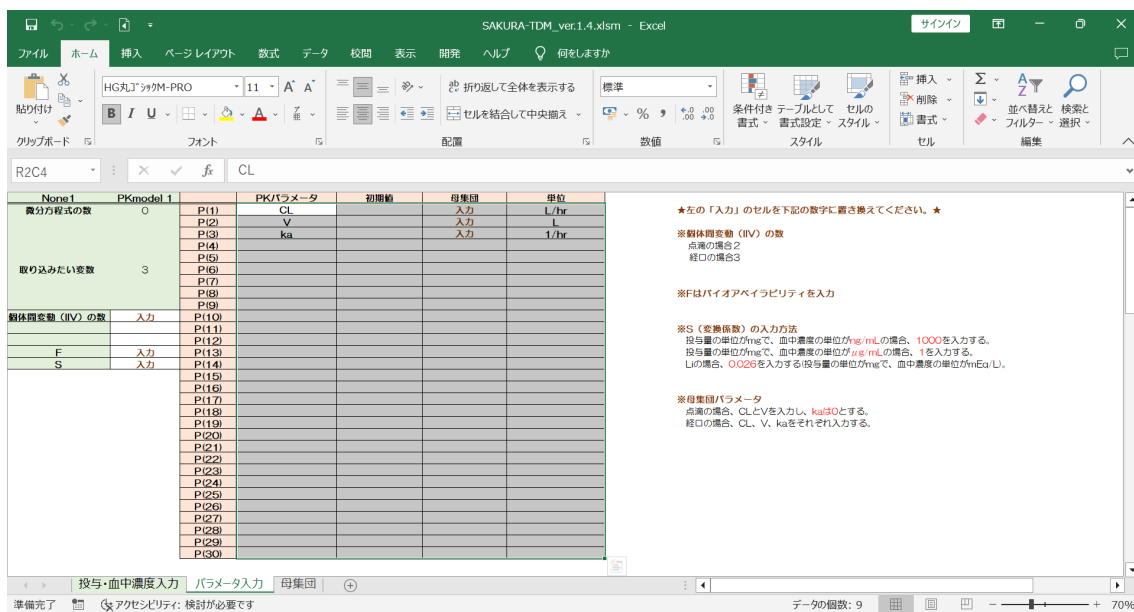 SAKURA-TDM_ver.1.4.xlsm - Excel
サインイン
ファイル ホーム 挿入 ページ レイアウト 数式 データ 校閲 表示 開発 ヘルプ 何をしますか
貼り付け
HG丸ｺﾞｼｯｸM-PRO 11
B I U
折り返して全体を表示する
セルを結合して中央揃え
標準
条件付き書式
テーブルとして書式設定
セルのスタイル
挿入
削除
書式
並べ替えとフィルター
検索と選択
クリップボード フォント 配置 数値 スタイル セル 編集
R2C4 fx CL
None1 PKmodel 1 PKパラメータ 初期値 母集団 単位
微分方程式の数 0 P(1) CL 入力 L/hr
P(2) V 入力 L
P(3) ka 入力 1/hr
P(4)
P(5)
取り込みたい変数 3 P(6)
P(7)
P(8)
P(9)
個体間変動（IIV）の数 入力 P(10)
P(11)
P(12)
F 入力 P(13)
S 入力 P(14)
P(15)
P(16)
P(17)
P(18)
P(19)
P(20)
P(21)
P(22)
P(23)
P(24)
P(25)
P(26)
P(27)
P(28)
P(29)
P(30)
★左の「入力」のセルを下記の数字に置き換えてください。★
※個体間変動（IIV）の数
点滴の場合2
経口の場合3
※Fはバイオアベイラビリティを入力
※S（変換係数）の入力方法
投与量の単位がmgで、血中濃度の単位がng/mLの場合、1000を入力する。
投与量の単位がmgで、血中濃度の単位がμg/mLの場合、1を入力する。
Liの場合、0.026を入力する(投与量の単位がmgで、血中濃度の単位がmEq/L)。
※母集団パラメータ
点滴の場合、CLとVを入力し、kaは0とする。
経口の場合、CL、V、kaをそれぞれ入力する。
投与・血中濃度入力 パラメータ入力 母集団
準備完了 アクセシビリティ: 検討が必要です データの個数: 9 70%